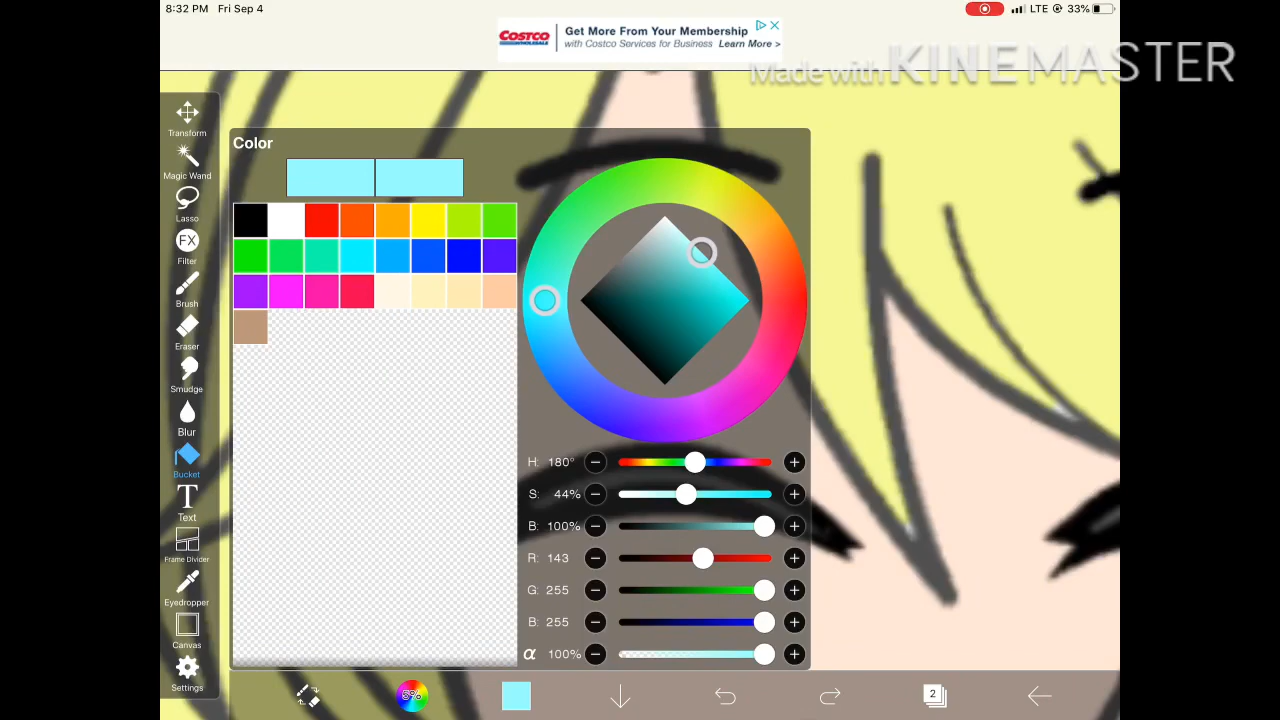 8:32 PM Fri Sep 4
LTE 33%
COSTCO WHOLESALE
Get More From Your Membership
with Costco Services for Business Learn More >
Made with KINEMASTER
Color
Transform
Magic Wand
Lasso
FX
Filter
Brush
Eraser
Smudge
Blur
Bucket
T
Text
Frame Divider
Eyedropper
Canvas
Settings
H: 180°
S: 44%
B: 100%
R: 143
G: 255
B: 255
α 100%
5%
2